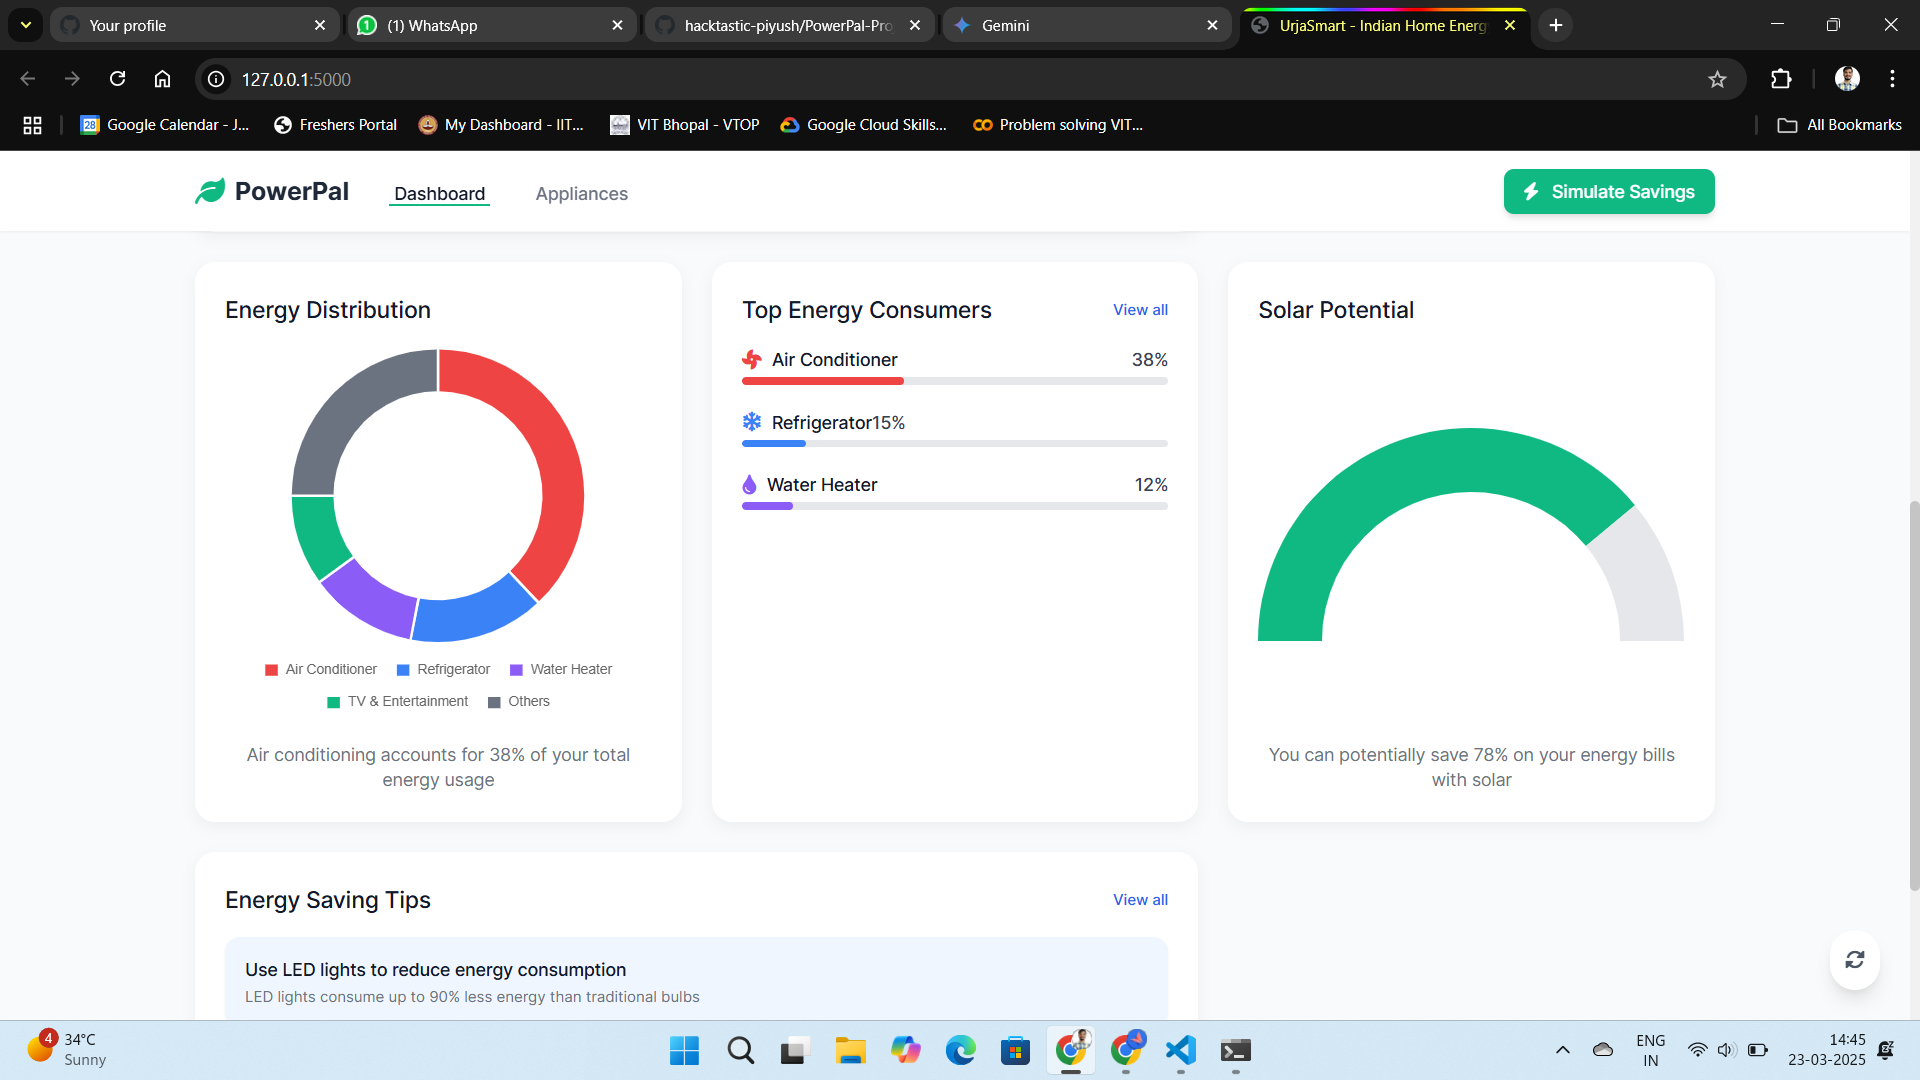 Your profile
(1) WhatsApp
hacktastic-piyush/PowerPal-Pro
Gemini
UrjaSmart - Indian Home Energ
127.0.0.1:5000
28
Google Calendar - J...
Freshers Portal
My Dashboard - IIT...
VIT Bhopal - VTOP
Google Cloud Skills...
Problem solving VIT...
All Bookmarks
PowerPal
Dashboard
Appliances
Simulate Savings
Energy Distribution
Air Conditioner
Refrigerator
Water Heater
TV & Entertainment
Others
Air conditioning accounts for 38% of your total
energy usage
Top Energy Consumers
View all
Air Conditioner
38%
Refrigerator15%
Water Heater
12%
Solar Potential
You can potentially save 78% on your energy bills
with solar
Energy Saving Tips
View all
Use LED lights to reduce energy consumption
LED lights consume up to 90% less energy than traditional bulbs
4
34°C
Sunny
ENG
IN
14:45
23-03-2025